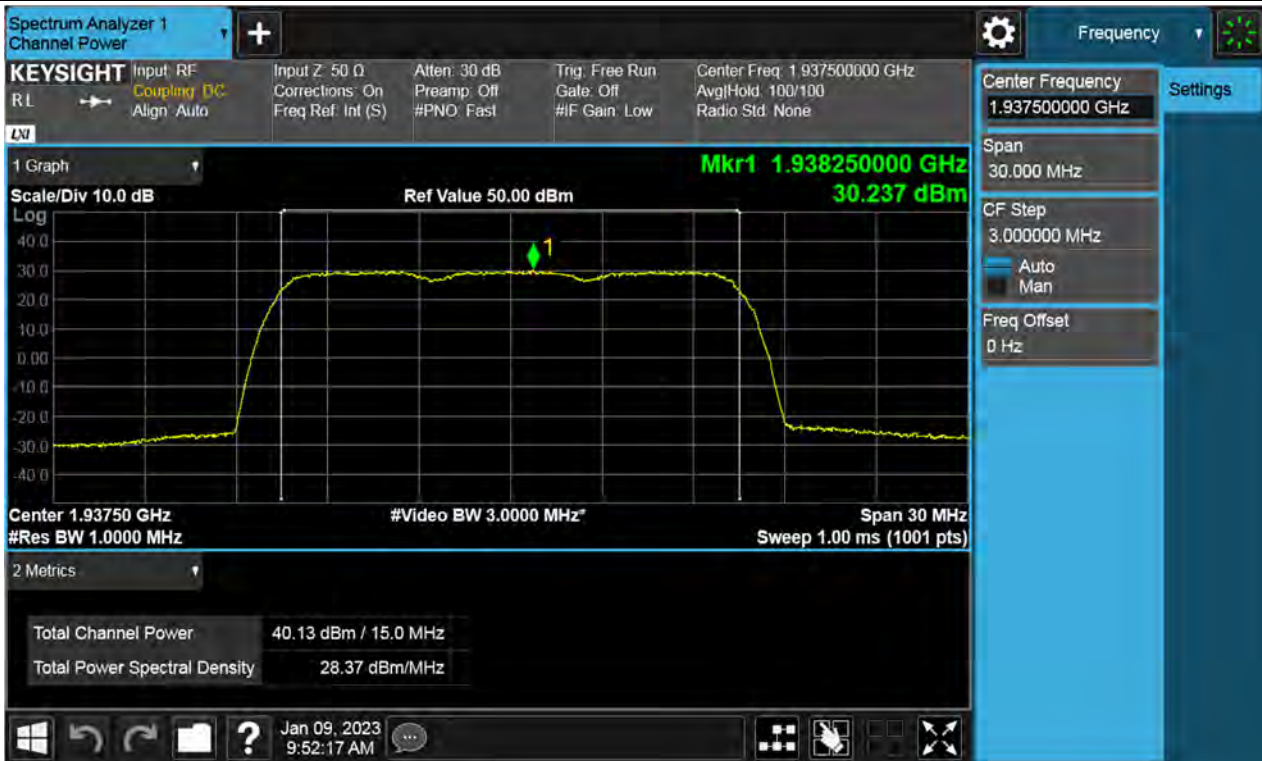 Spectrum Analyzer 1
Channel Power
+
Frequency
KEYSIGHT
RL
LXI
Input: RF
Coupling: DC
Align: Auto
Input Z: 50 Ω
Corrections: On
Freq Ref: Int (S)
Atten: 30 dB
Preamp: Off
#PNO: Fast
Trig: Free Run
Gate: Off
#IF Gain: Low
Center Freq: 1.937500000 GHz
Avg|Hold: 100/100
Radio Std: None
1 Graph
Mkr1 1.938250000 GHz
Scale/Div 10.0 dB
Ref Value 50.00 dBm
30.237 dBm
Log
40.0
1
30.0
20.0
10.0
0.00
-10.0
-20.0
-30.0
-40.0
Center 1.93750 GHz
#Video BW 3.0000 MHz*
Span 30 MHz
#Res BW 1.0000 MHz
Sweep 1.00 ms (1001 pts)
2 Metrics
Total Channel Power 40.13 dBm / 15.0 MHz
Total Power Spectral Density 28.37 dBm/MHz
?
Jan 09, 2023
9:52:17 AM
Center Frequency
1.937500000 GHz
Settings
Span
30.000 MHz
CF Step
3.000000 MHz
Auto
Man
Freq Offset
0 Hz